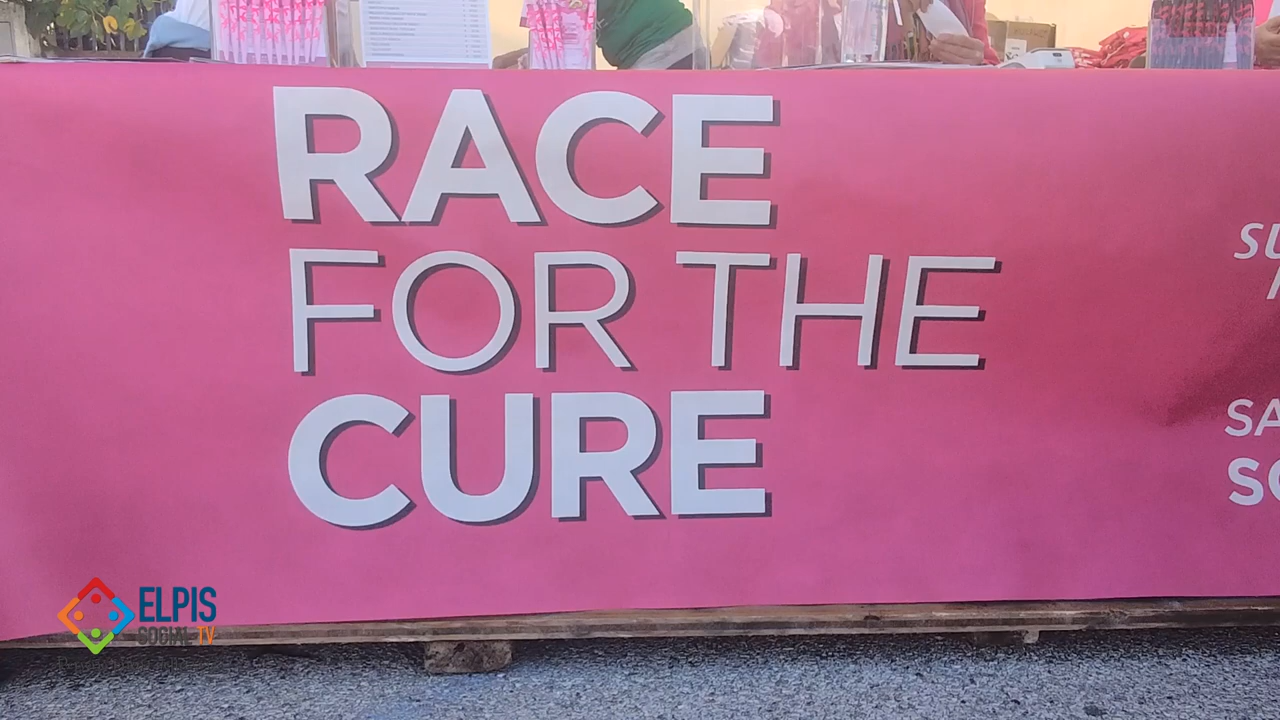 RACE
FOR THE
CURE
ELPIS
SOCIAL TV